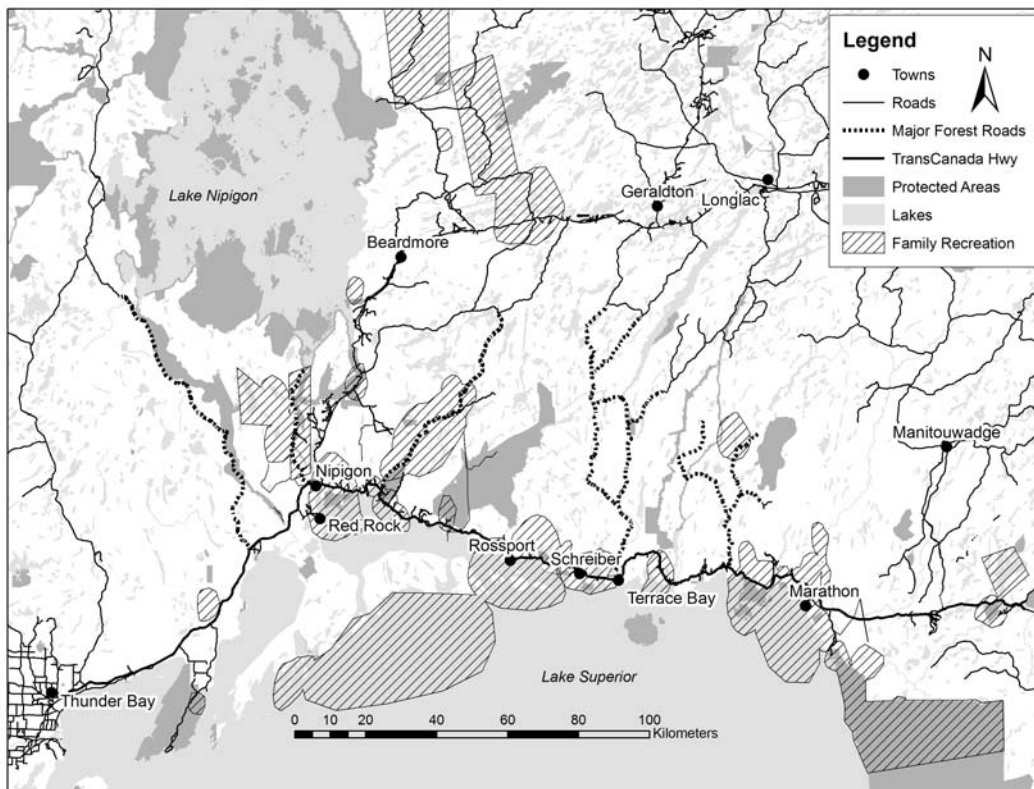 Legend
N
Towns
Roads
Major Forest Roads
TransCanada Hwy
Protected Areas
Lakes
Family Recreation
Lake Nipigon
Geraldton
Longlac
Beardmore
Manitouwadge
Nipigon
Red Rock
Rossport
Schreiber
Terrace Bay
Marathon
Lake Superior
Thunder Bay
0 10 20 40 60 80 100
Kilometers